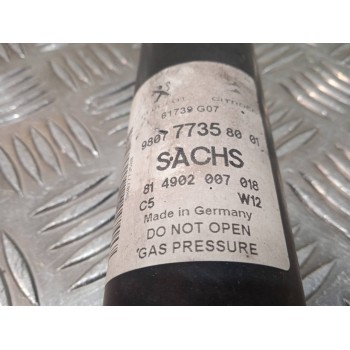 CITROËN
81739 G07
9807 7735 80 01
SACHS
81 4902 007 018
C5 W12
Made in Germany
DO NOT OPEN
GAS PRESSURE